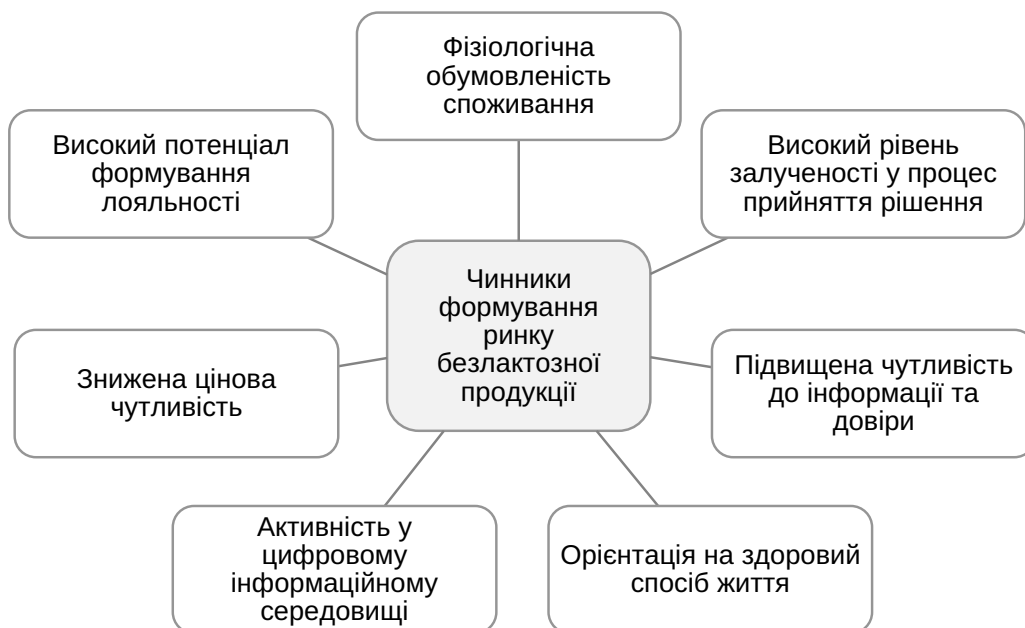 Фізіологічна
обумовленість
споживання
Високий потенціал
формування
лояльності
Високий рівень
залученості у процес
прийняття рішення
Чинники
формування
ринку
безлактозної
продукції
Знижена цінова
чутливість
Підвищена чутливість
до інформації та
довіри
Активність у
цифровому
інформаційному
середовищі
Орієнтація на здоровий
спосіб життя